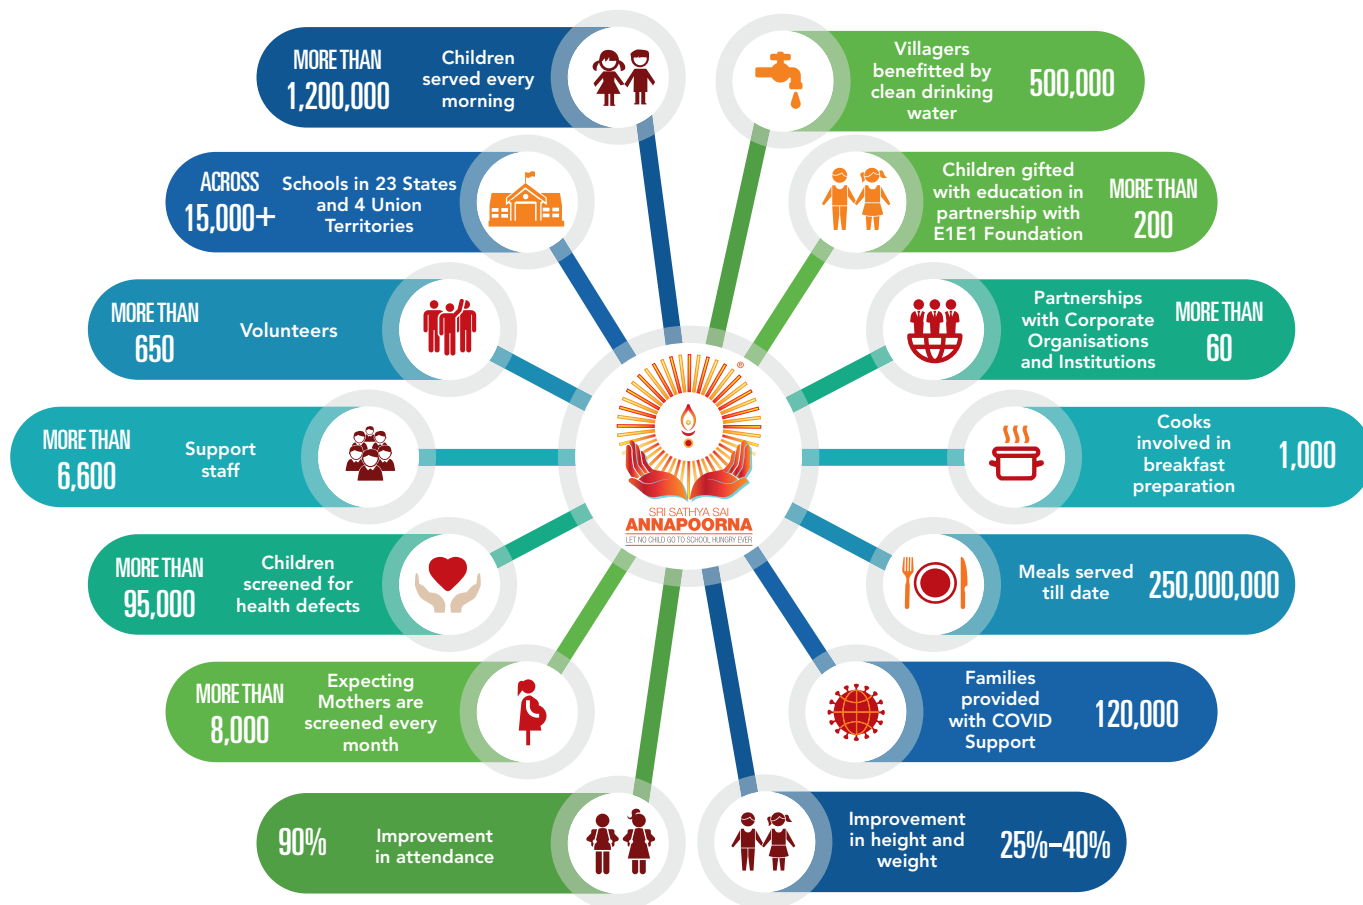 MORE THAN
1,200,000
Children
served every
morning
ACROSS
15,000+
Schools in 23 States
and 4 Union
Territories
MORE THAN
650
Volunteers
MORE THAN
6,600
Support
staff
MORE THAN
95,000
Children
screened for
health defects
MORE THAN
8,000
Expecting
Mothers are
screened every
month
90%
Improvement
in attendance
®
SRI SATHYA SAI
ANNAPOORNA
LET NO CHILD GO TO SCHOOL HUNGRY EVER
Villagers
benefitted by
clean drinking
water
500,000
Children gifted
with education in
partnership with
E1E1 Foundation
MORE THAN
200
Partnerships
with Corporate
Organisations
and Institutions
MORE THAN
60
Cooks
involved in
breakfast
preparation
1,000
Meals served
till date
250,000,000
Families
provided
with COVID
Support
120,000
Improvement
in height and
weight
25%–40%